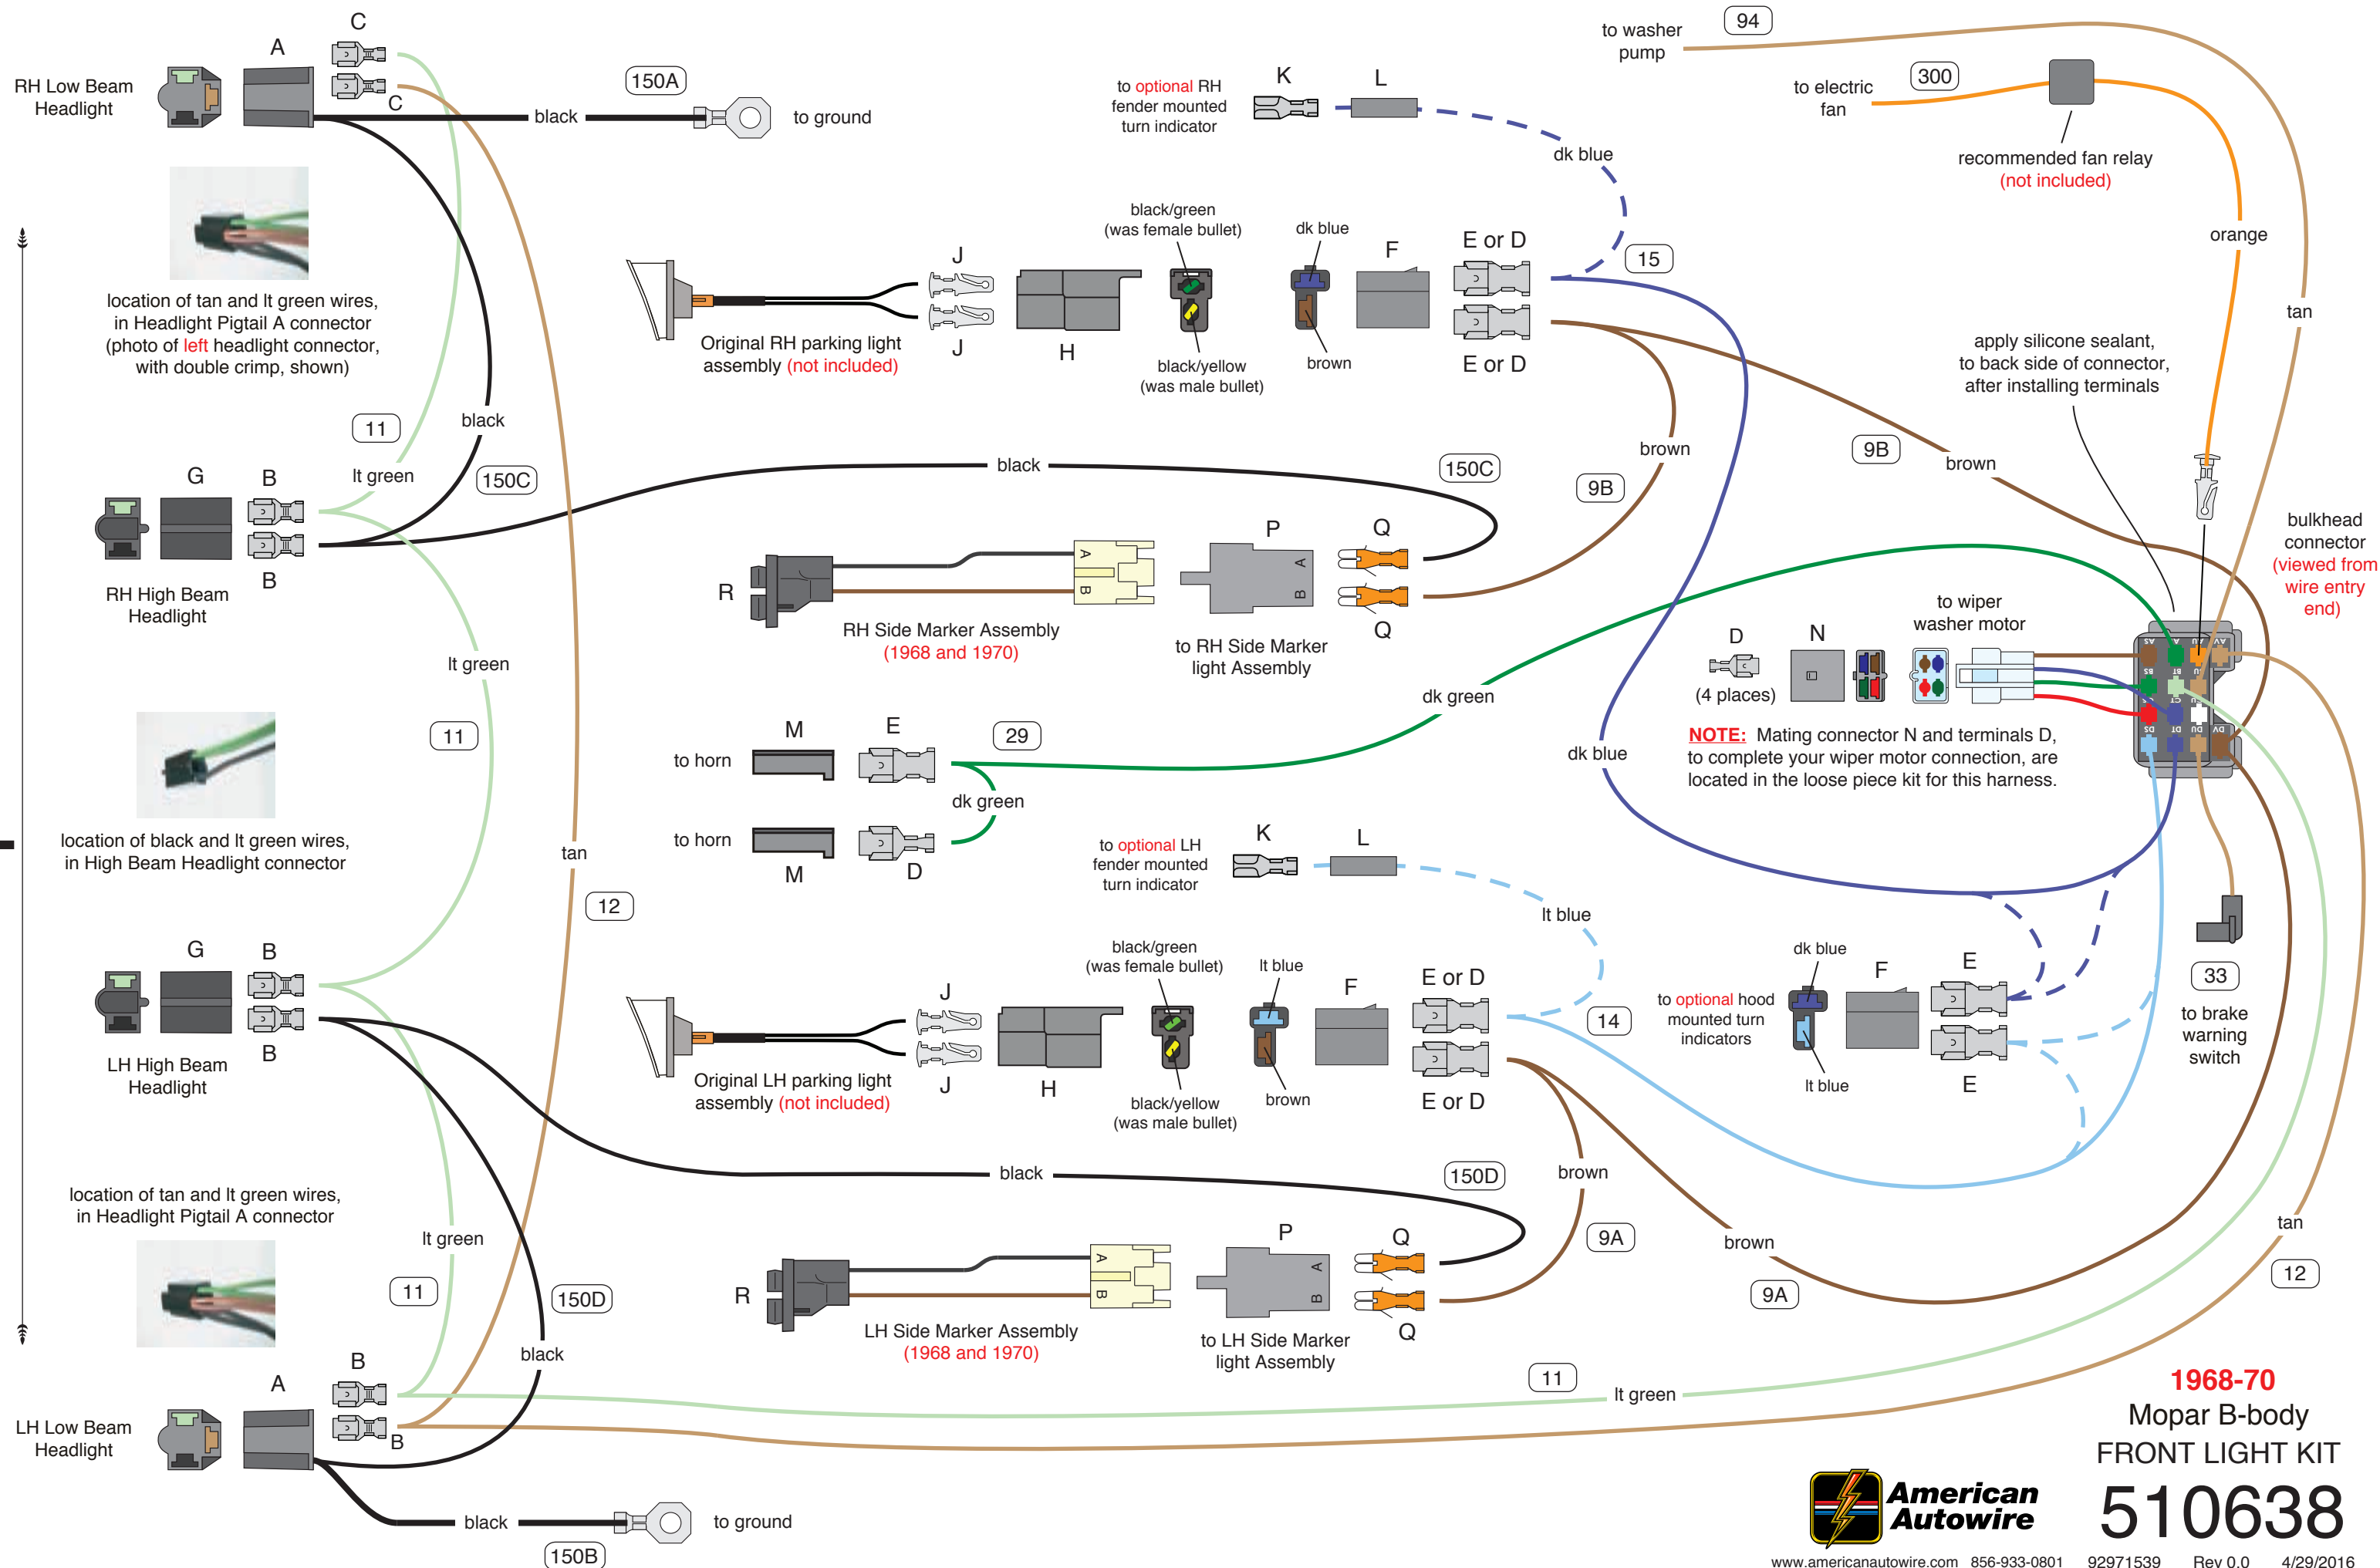 C
A
RH Low Beam
Headlight
C
150A
black
to ground
location of tan and lt green wires,
in Headlight Pigtail A connector
(photo of left headlight connector,
with double crimp, shown)
11
black
lt green
150C
G
B
B
RH High Beam
Headlight
lt green
11
location of black and lt green wires,
in High Beam Headlight connector
tan
12
G
B
B
LH High Beam
Headlight
location of tan and lt green wires,
in Headlight Pigtail A connector
lt green
11
150D
black
B
A
B
LH Low Beam
Headlight
black
to ground
150B
to optional RH
fender mounted
turn indicator
K
L
dk blue
15
black/green
(was female bullet)
dk blue
F
E or D
E or D
J
J
H
Original RH parking light
assembly (not included)
black/yellow
(was male bullet)
brown
brown
9B
9B
brown
black
150C
R
A
B
P
A
B
Q
Q
RH Side Marker Assembly
(1968 and 1970)
to RH Side Marker
light Assembly
dk green
to horn
M
E
29
dk green
to horn
M
D
dk blue
to optional LH
fender mounted
turn indicator
K
L
lt blue
black/green
(was female bullet)
lt blue
F
E or D
E or D
14
J
J
H
Original LH parking light
assembly (not included)
black/yellow
(was male bullet)
brown
black
150D
brown
9A
brown
9A
R
A
B
P
A
B
Q
Q
LH Side Marker Assembly
(1968 and 1970)
to LH Side Marker
light Assembly
11
lt green
to washer
pump
94
to electric
fan
300
recommended fan relay
(not included)
orange
tan
apply silicone sealant,
to back side of connector,
after installing terminals
bulkhead
connector
(viewed from
wire entry
end)
to wiper
washer motor
D
(4 places)
N
NOTE: Mating connector N and terminals D,
to complete your wiper motor connection, are
located in the loose piece kit for this harness.
AS
AU
AV
BS
BT
DS
DT
DU
DV
dk blue
to optional hood
mounted turn
indicators
lt blue
F
E
E
33
to brake
warning
switch
tan
12
1968-70
Mopar B-body
FRONT LIGHT KIT
510638
American
Autowire
www.americanautowire.com 856-933-0801 92971539 Rev 0.0 4/29/2016